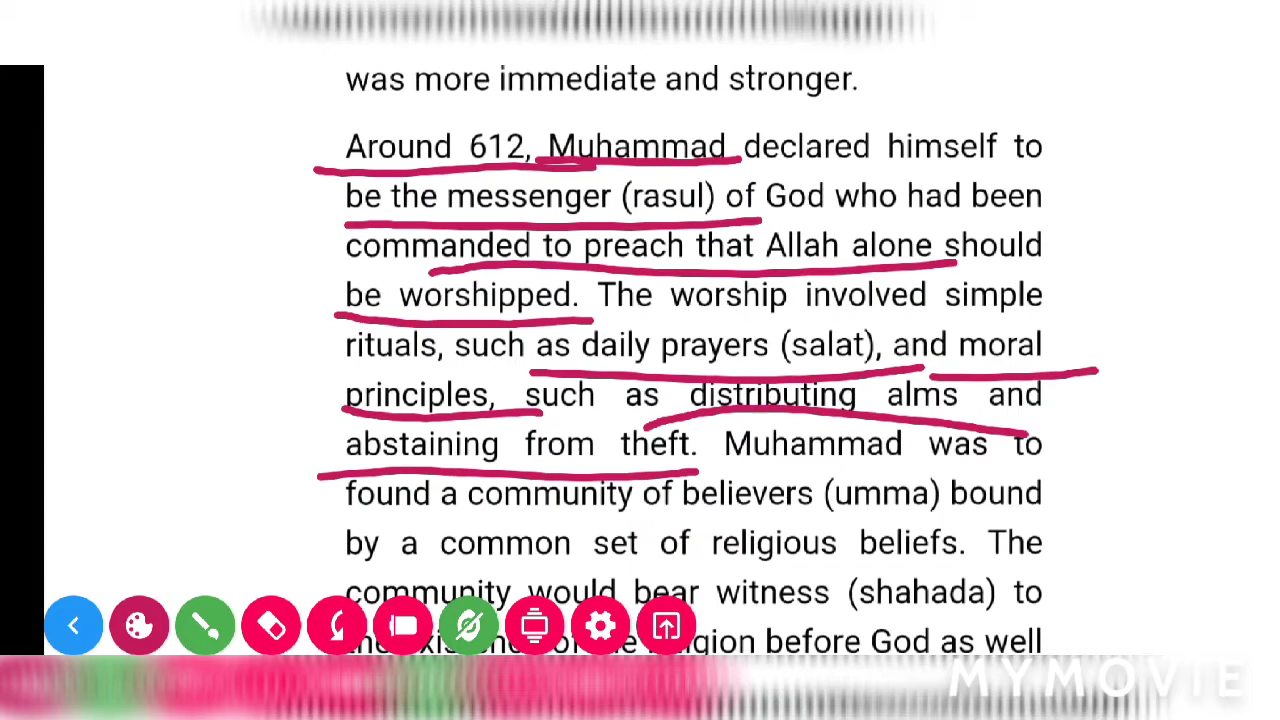 was more immediate and stronger.
Around 612, Muhammad declared himself to
be the messenger (rasul) of God who had been
commanded to preach that Allah alone should
be worshipped. The worship involved simple
rituals, such as daily prayers (salat), and moral
principles, such as distributing alms and
abstaining from theft. Muhammad was to
found a community of believers (umma) bound
by a common set of religious beliefs. The
community would bear witness (shahada) to
religion before God as well
MYMOVIE